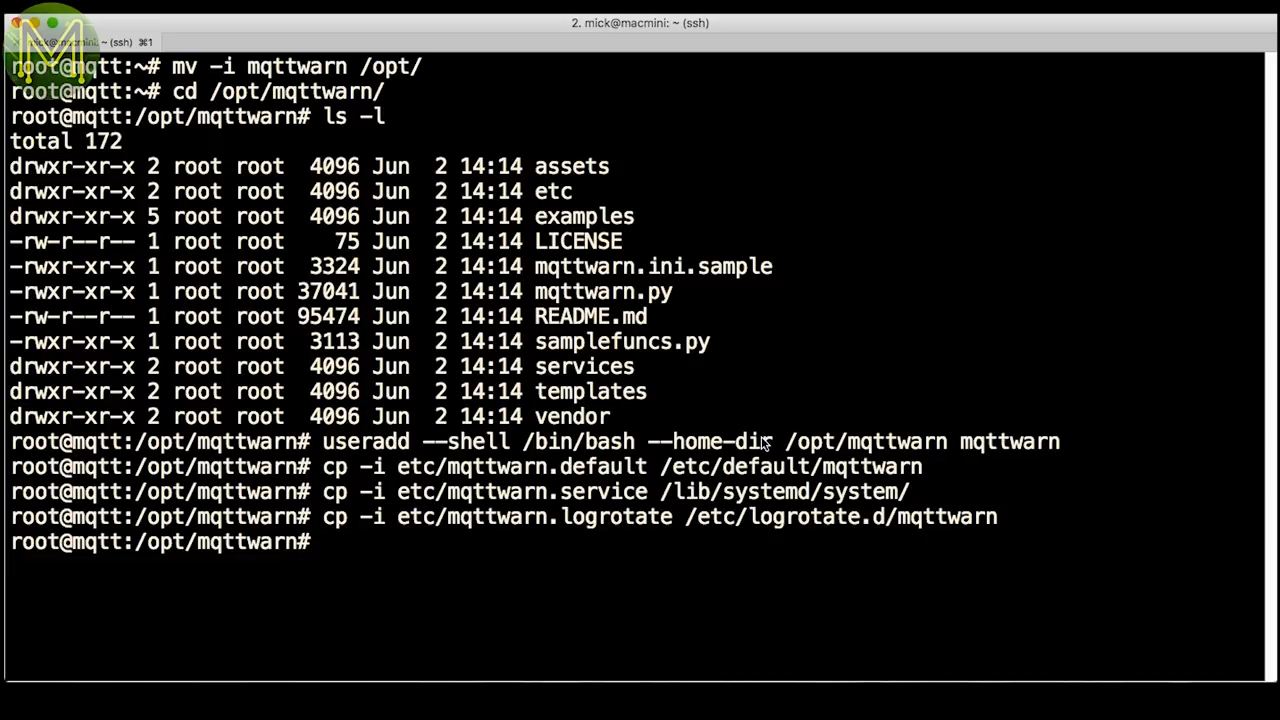 2. mick@macmini: ~ (ssh)
mick@macmini: ~ (ssh) ⌘1
root@mqtt:~# mv -i mqttwarn /opt/
root@mqtt:~# cd /opt/mqttwarn/
root@mqtt:/opt/mqttwarn# ls -l
total 172
drwxr-xr-x 2 root root  4096 Jun  2 14:14 assets
drwxr-xr-x 2 root root  4096 Jun  2 14:14 etc
drwxr-xr-x 5 root root  4096 Jun  2 14:14 examples
-rw-r--r-- 1 root root    75 Jun  2 14:14 LICENSE
-rwxr-xr-x 1 root root  3324 Jun  2 14:14 mqttwarn.ini.sample
-rwxr-xr-x 1 root root 37041 Jun  2 14:14 mqttwarn.py
-rw-r--r-- 1 root root 95474 Jun  2 14:14 README.md
-rwxr-xr-x 1 root root  3113 Jun  2 14:14 samplefuncs.py
drwxr-xr-x 2 root root  4096 Jun  2 14:14 services
drwxr-xr-x 2 root root  4096 Jun  2 14:14 templates
drwxr-xr-x 2 root root  4096 Jun  2 14:14 vendor
root@mqtt:/opt/mqttwarn# useradd --shell /bin/bash --home-dir /opt/mqttwarn mqttwarn
root@mqtt:/opt/mqttwarn# cp -i etc/mqttwarn.default /etc/default/mqttwarn
root@mqtt:/opt/mqttwarn# cp -i etc/mqttwarn.service /lib/systemd/system/
root@mqtt:/opt/mqttwarn# cp -i etc/mqttwarn.logrotate /etc/logrotate.d/mqttwarn
root@mqtt:/opt/mqttwarn#